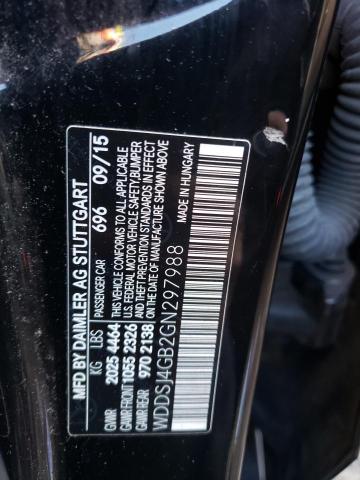 MFD BY DAIMLER AG STUTTGART
PASSENGER CAR 696 09/15
KG LBS
GVWR 2025 4464
GAWR FRONT 1055 2326
GAWR REAR 970 2138
THIS VEHICLE CONFORMS TO ALL APPLICABLE
U.S. FEDERAL MOTOR VEHICLE SAFETY, BUMPER
AND THEFT PREVENTION STANDARDS IN EFFECT
ON THE DATE OF MANUFACTURE SHOWN ABOVE
WDDSJ4GB2GN297988
MADE IN HUNGARY